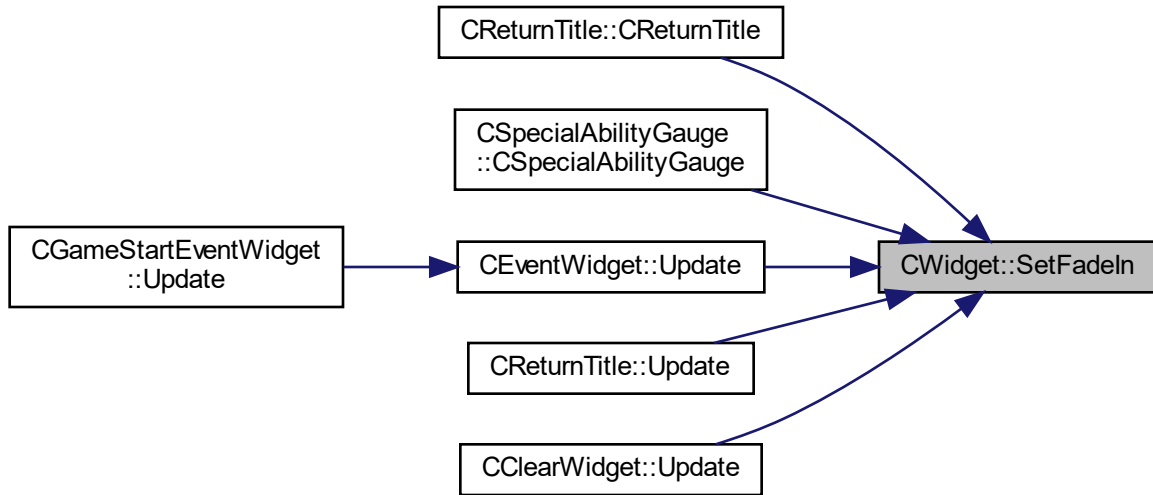 CReturnTitle::CReturnTitle
CSpecialAbilityGauge
::CSpecialAbilityGauge
CGameStartEventWidget
::Update
CEventWidget::Update
CWidget::SetFadeIn
CReturnTitle::Update
CClearWidget::Update